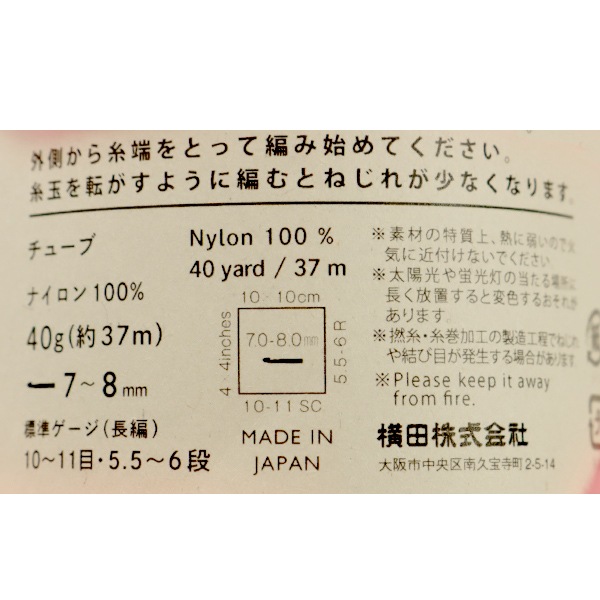 外側から糸端をとって編み始めてください。
糸玉を転がすように編むとねじれが少なくなります。
チューブ
ナイロン100%
40g(約37m)
7〜8mm
標準ゲージ(長編)
10〜11目・5.5〜6段
Nylon 100 %
40 yard / 37 m
10 × 10cm
4 × 4inches
7.0-8.0mm
5.5-6 R
10-11 SC
MADE IN
JAPAN
※素材の特質上、熱に弱いので火
気に近付けないでください
※太陽光や蛍光灯の当たる場所に
長く放置すると変色するおそれが
あります。
※撚糸・糸巻加工の製造工程でねじれ
や結び目が発生する場合があります
※Please keep it away
from fire.
横田株式会社
大阪市中央区南久宝寺町2-5-14